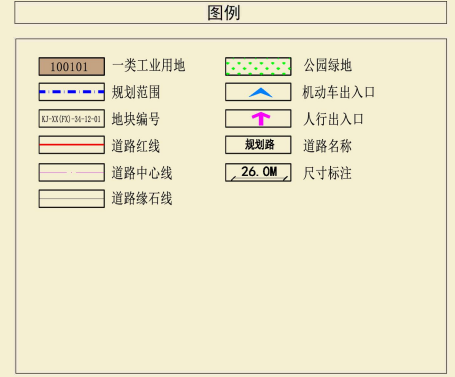 图例
100101 一类工业用地 公园绿地
规划范围 机动车出入口
KJ-XX(FX)-24-12-01 地块编号 人行出入口
道路红线 规划路 道路名称
道路中心线 26.0M 尺寸标注
道路缘石线